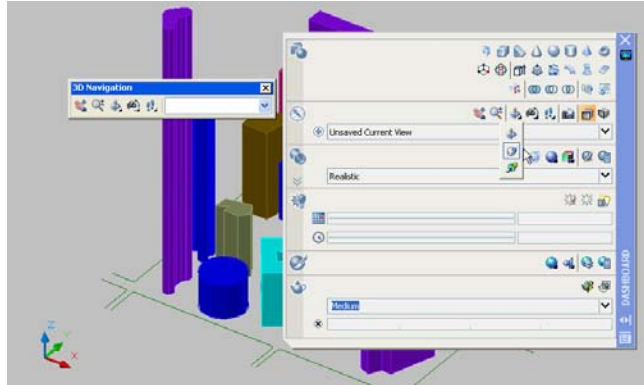 3D Navigation
Unsaved Current View
Realistic
Medium
DASHBOARD
Z
Y
X